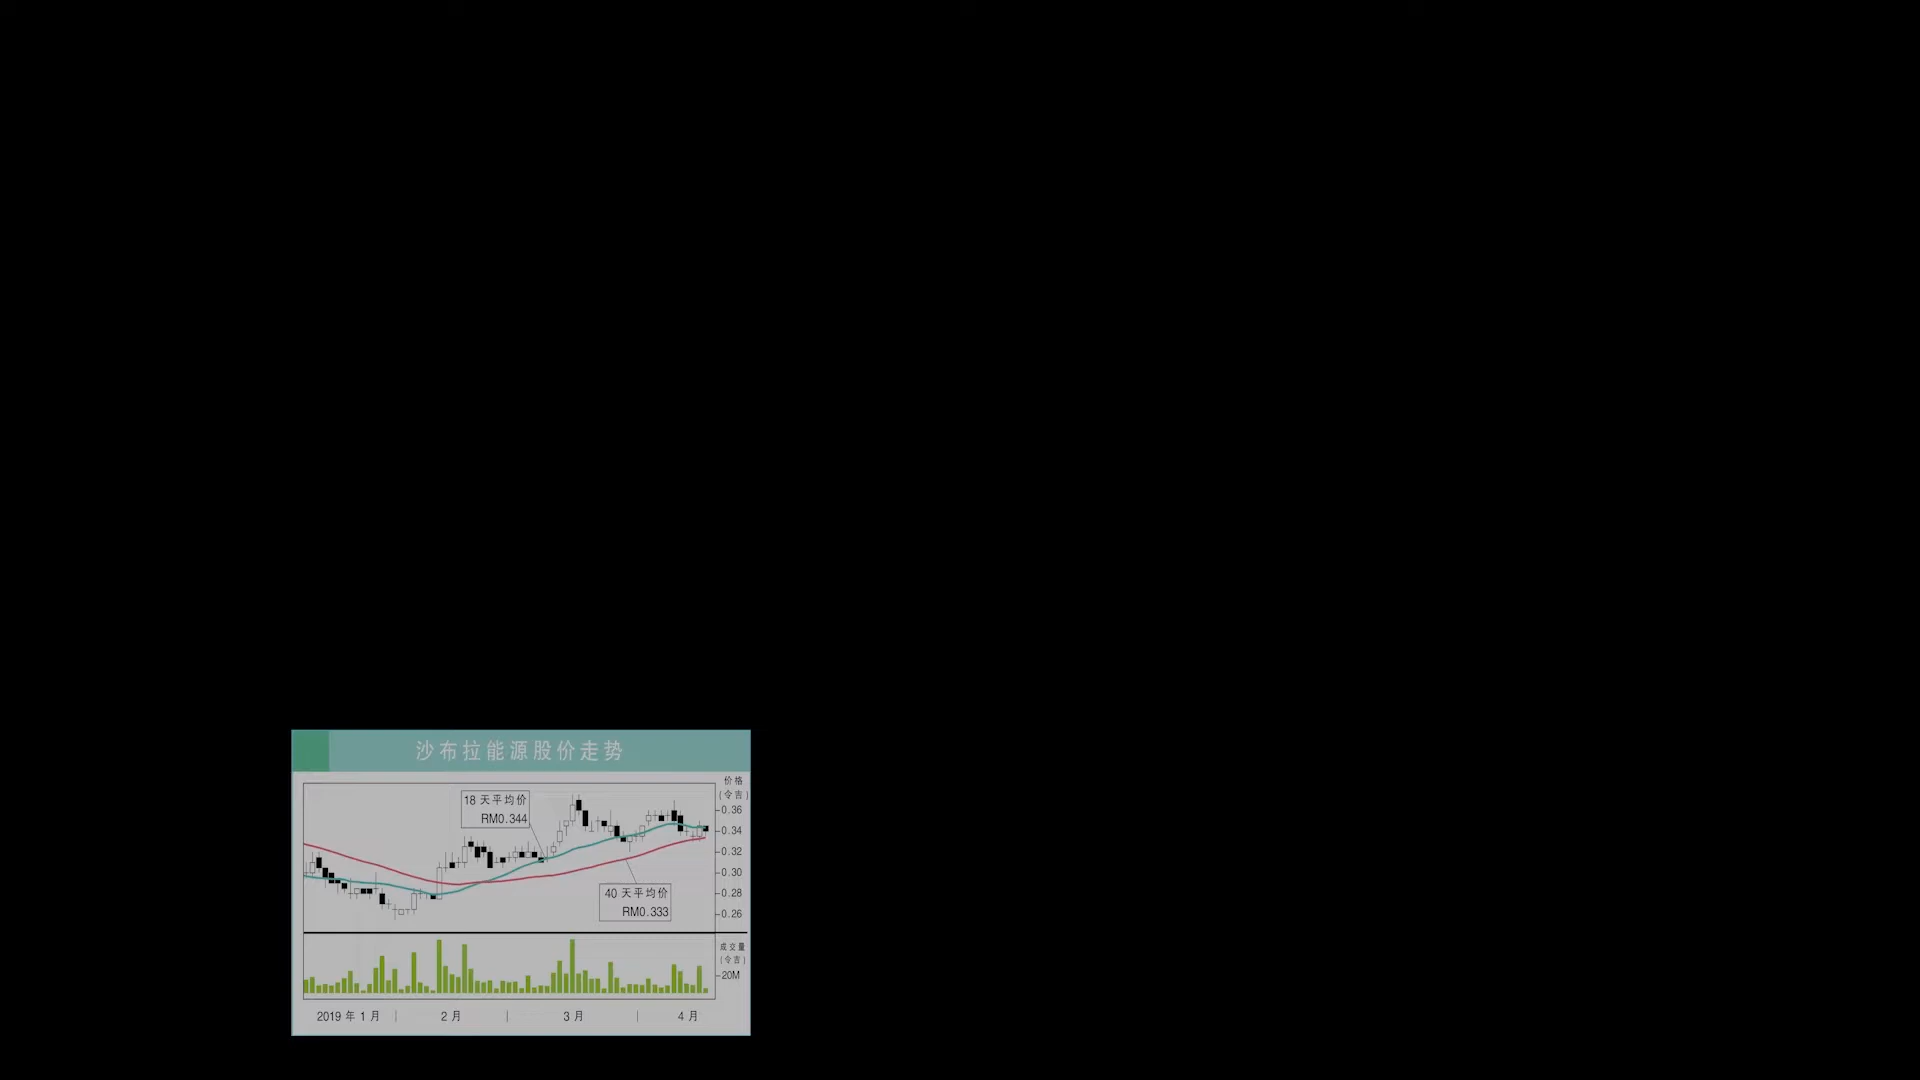 沙布拉能源股价走势
价格
(令吉)
18 天平均价
RM0.344
0.36
0.34
0.32
0.30
0.28
0.26
40 天平均价
RM0.333
成交量
(令吉)
20M
2019 年 1 月 | 2 月 | 3 月 | 4 月